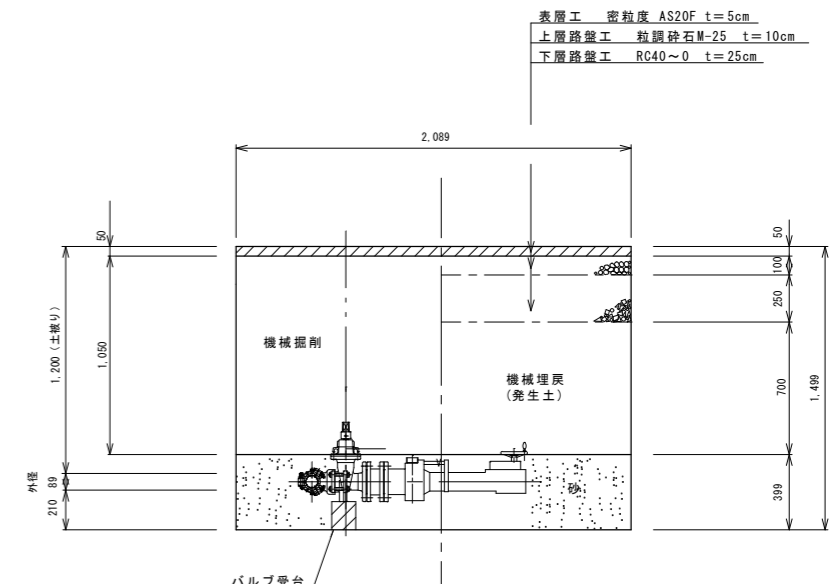 表層工 密粒度 AS20F t=5cm
上層路盤工 粒調砕石M-25 t=10cm
下層路盤工 RC40~0 t=25cm
2,089
50
1,200 (土被り)
1,050
外径
89
210
機械掘削
機械埋戻
(発生土)
砂
50
100
250
700
399
1,499
バルブ受台